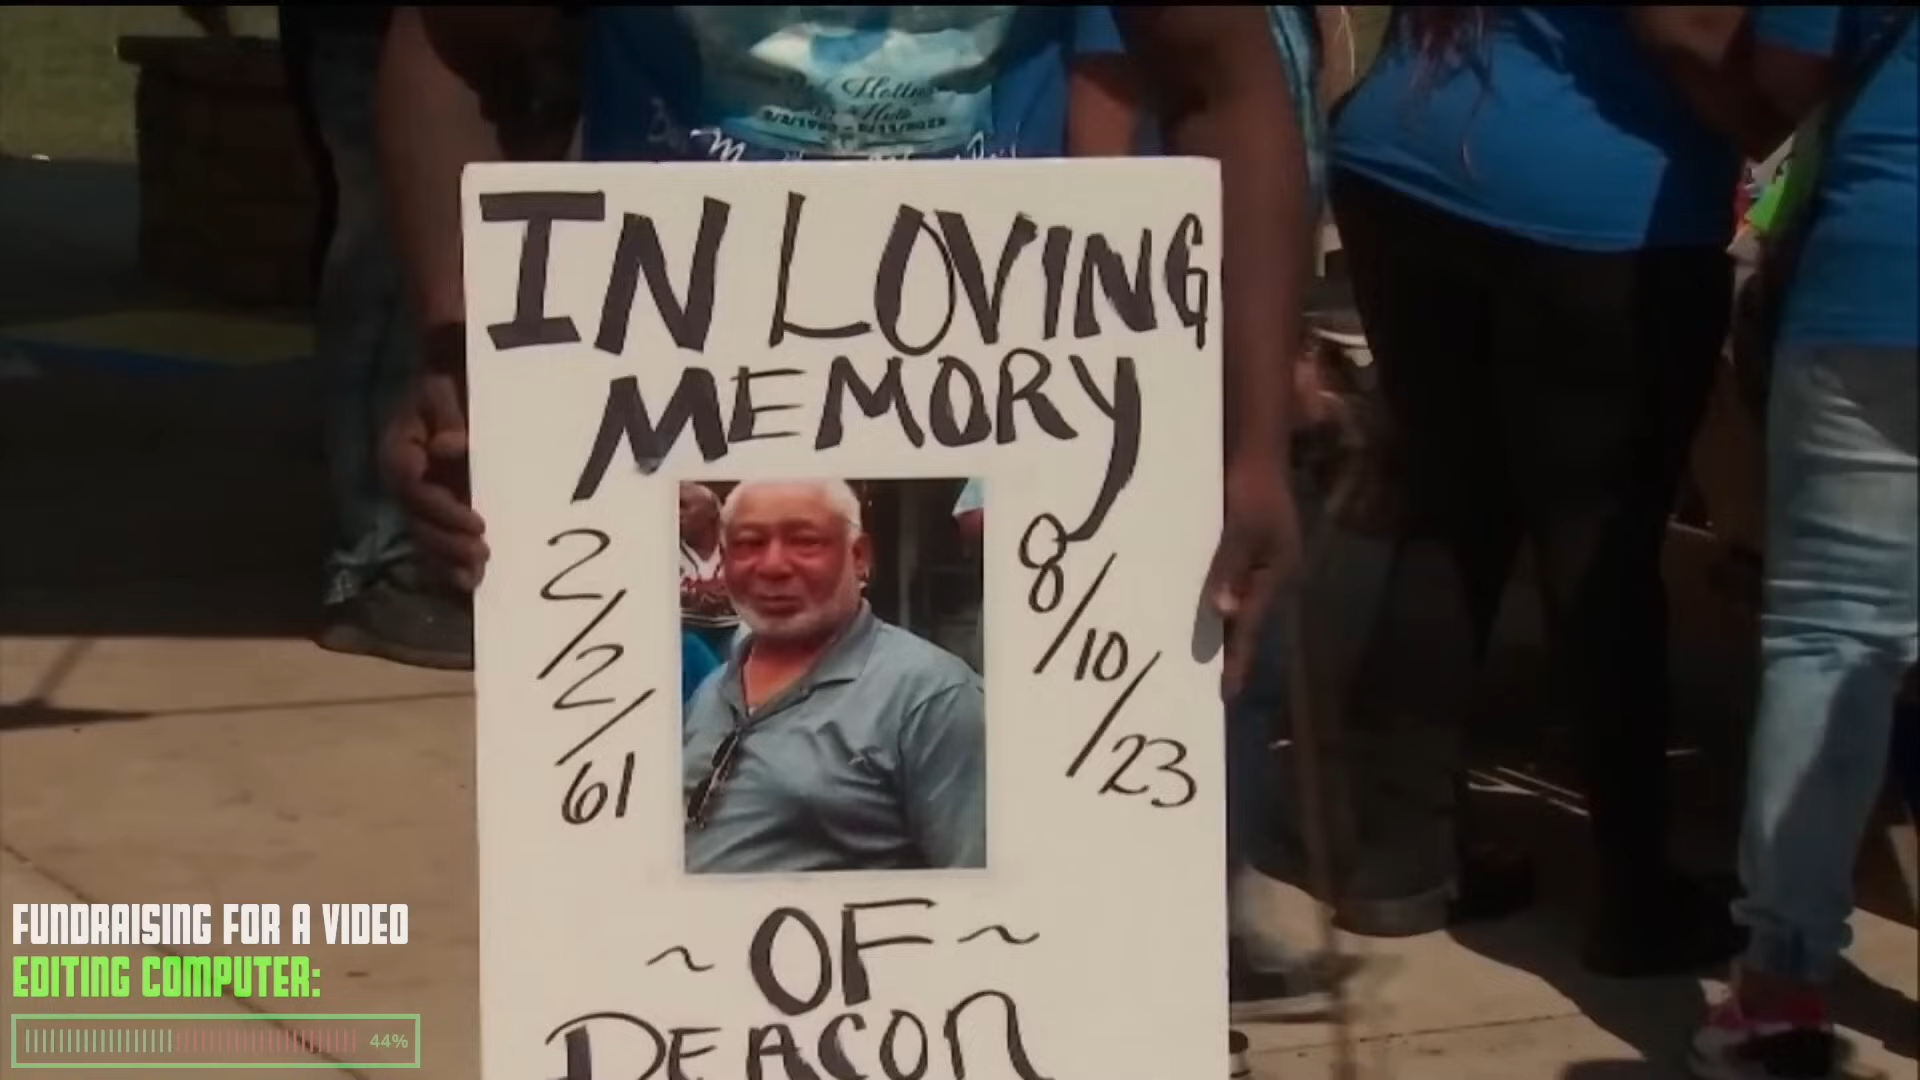 IN LOVING
MEMORY
2/2/61
8/10/23
~ OF ~
DEACON
FUNDRAISING FOR A VIDEO
EDITING COMPUTER:
44%